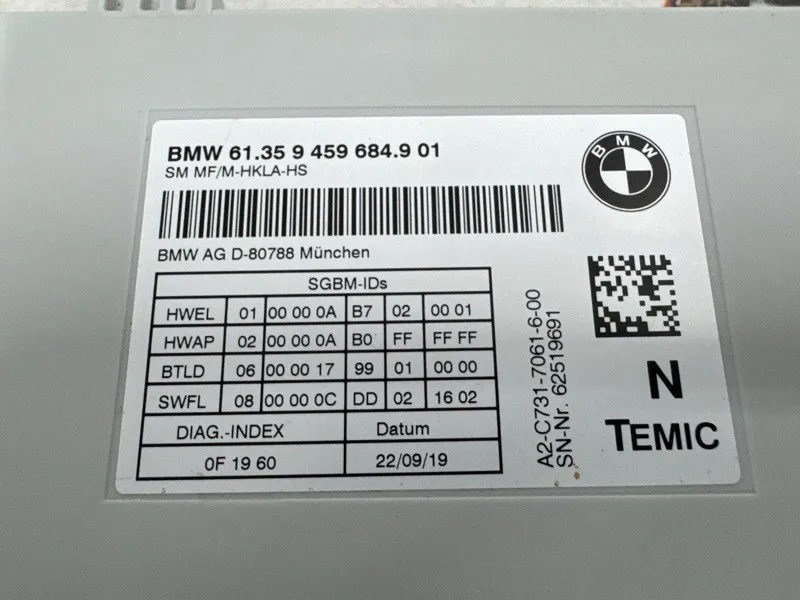 BMW 61.35 9 459 684.9 01
SM MF/M-HKLA-HS
BMW
BMW AG D-80788 München
SGBM-IDs
HWEL 01 00 00 0A B7 02 00 01
HWAP 02 00 00 0A B0 FF FF FF
BTLD 06 00 00 17 99 01 00 00
SWFL 08 00 00 0C DD 02 16 02
DIAG.-INDEX Datum
0F 19 60 22/09/19
A2-C731-7061-6-00
SN-Nr. 62519691
N
TEMIC